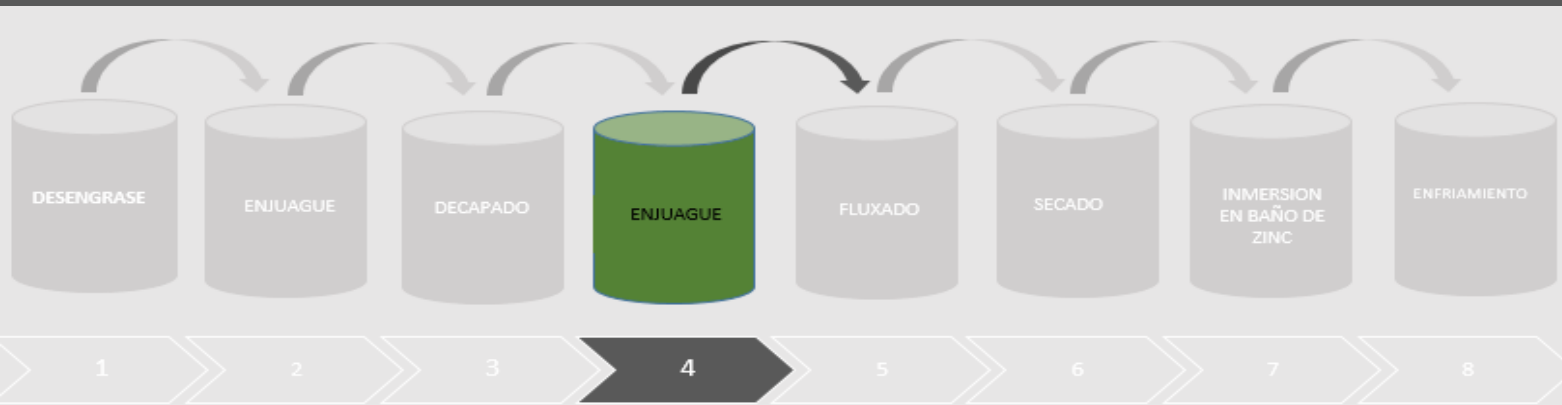 DESENGRASE
ENJUAGUE
DECAPADO
ENJUAGUE
FLUXADO
SECADO
INMERSION
EN BAÑO DE
ZINC
ENFRIAMIENTO
1
2
3
4
5
6
7
8